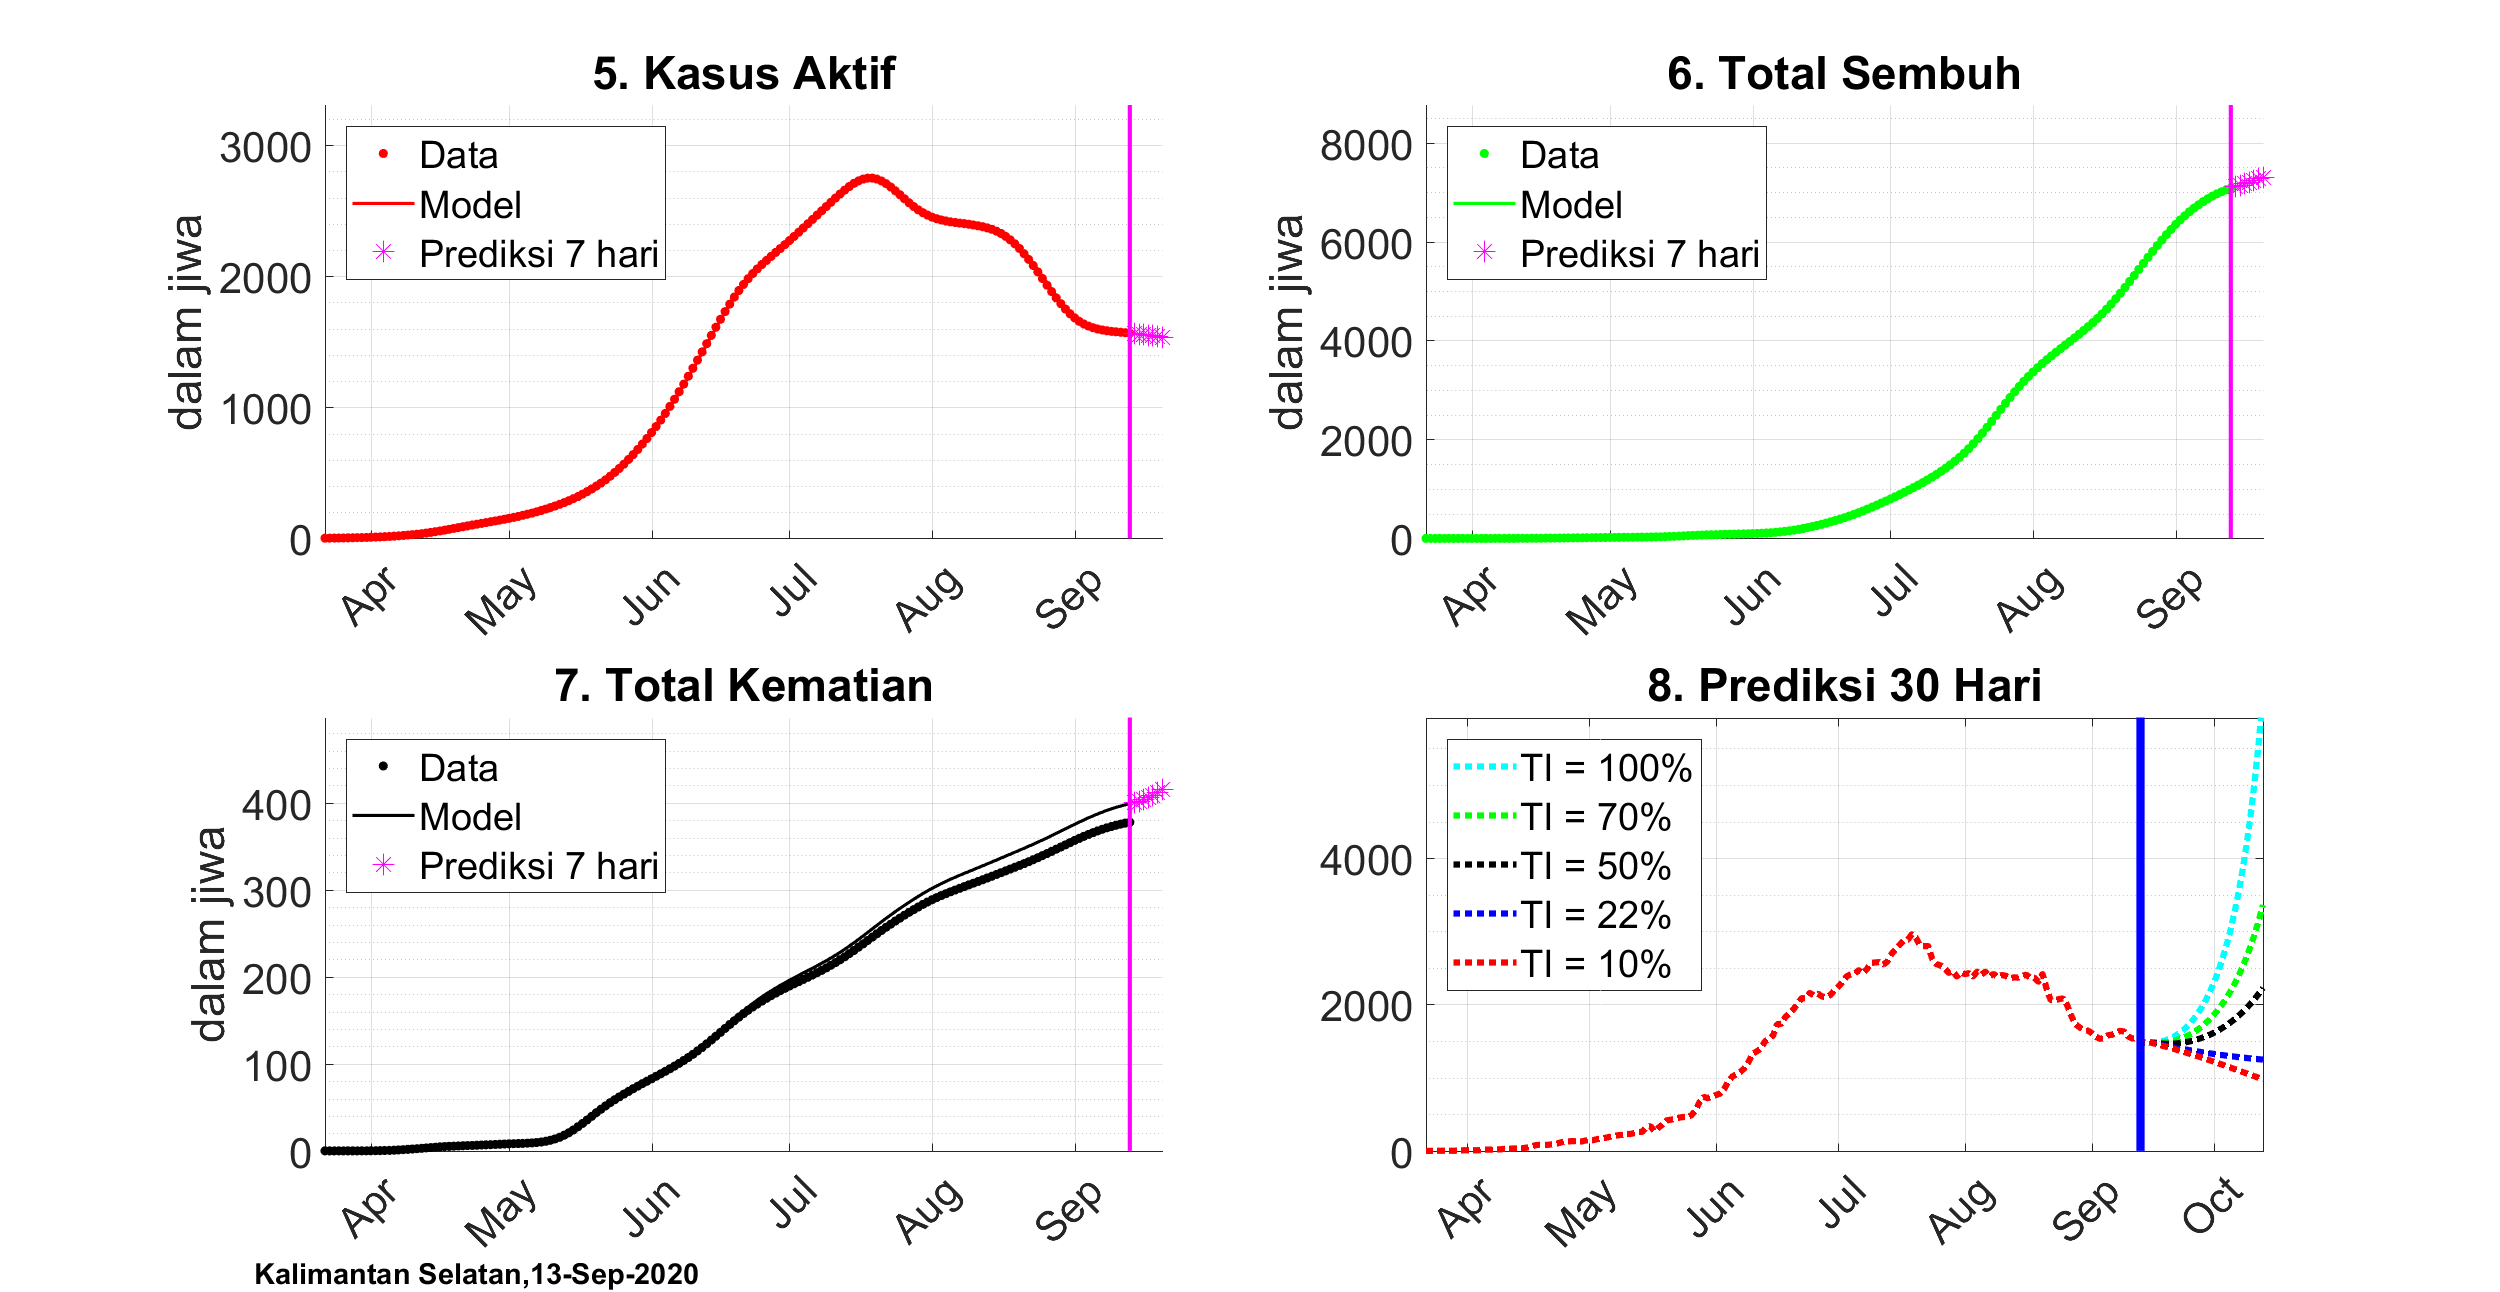 5. Kasus Aktif
dalam jiwa
3000
2000
1000
0
Data
Model
Prediksi 7 hari
Apr
May
Jun
Jul
Aug
Sep
6. Total Sembuh
dalam jiwa
8000
6000
4000
2000
0
Data
Model
Prediksi 7 hari
Apr
May
Jun
Jul
Aug
Sep
7. Total Kematian
dalam jiwa
400
300
200
100
0
Data
Model
Prediksi 7 hari
Apr
May
Jun
Jul
Aug
Sep
8. Prediksi 30 Hari
4000
2000
0
TI = 100%
TI = 70%
TI = 50%
TI = 22%
TI = 10%
Apr
May
Jun
Jul
Aug
Sep
Oct
Kalimantan Selatan,13-Sep-2020